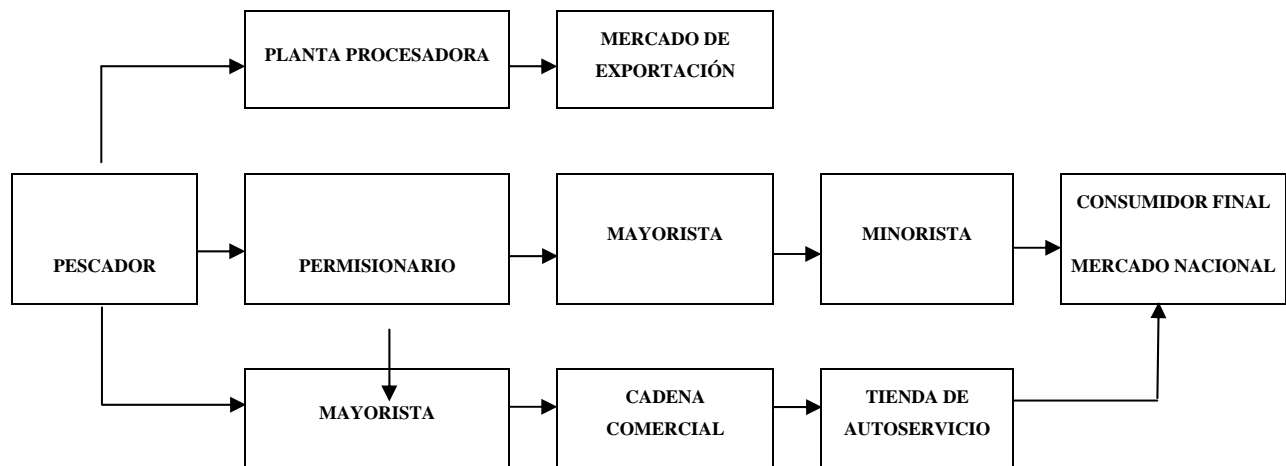 PLANTA PROCESADORA
MERCADO DE
EXPORTACIÓN
PESCADOR
PERMISIONARIO
MAYORISTA
MINORISTA
CONSUMIDOR FINAL
MERCADO NACIONAL
MAYORISTA
CADENA
COMERCIAL
TIENDA DE
AUTOSERVICIO